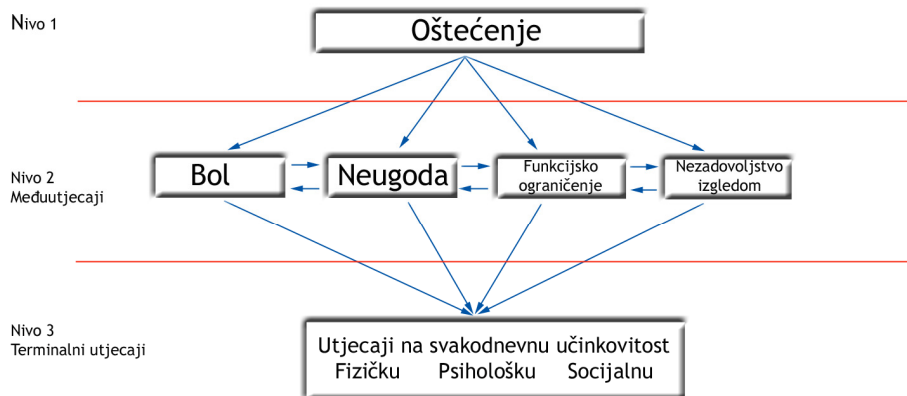 Nivo 1
Oštećenje
Nivo 2
Međuutjecaji
Bol
Neugoda
Funkcijsko
ograničenje
Nezadovoljstvo
izgledom
Nivo 3
Terminalni utjecaji
Utjecaji na svakodnevnu učinkovitost
Fizičku Psihološku Socijalnu